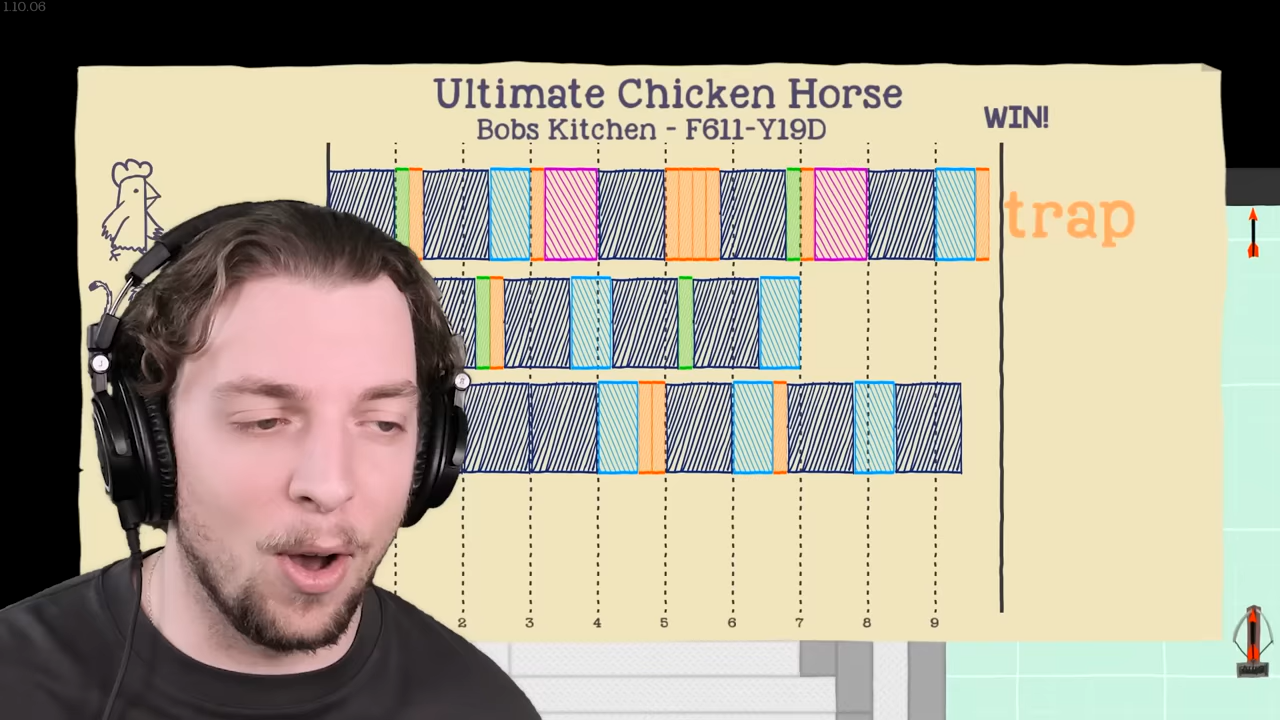 1.10.06
Ultimate Chicken Horse
Bobs Kitchen - F611-Y19D
WIN!
trap
2 3 4 5 6 7 8 9